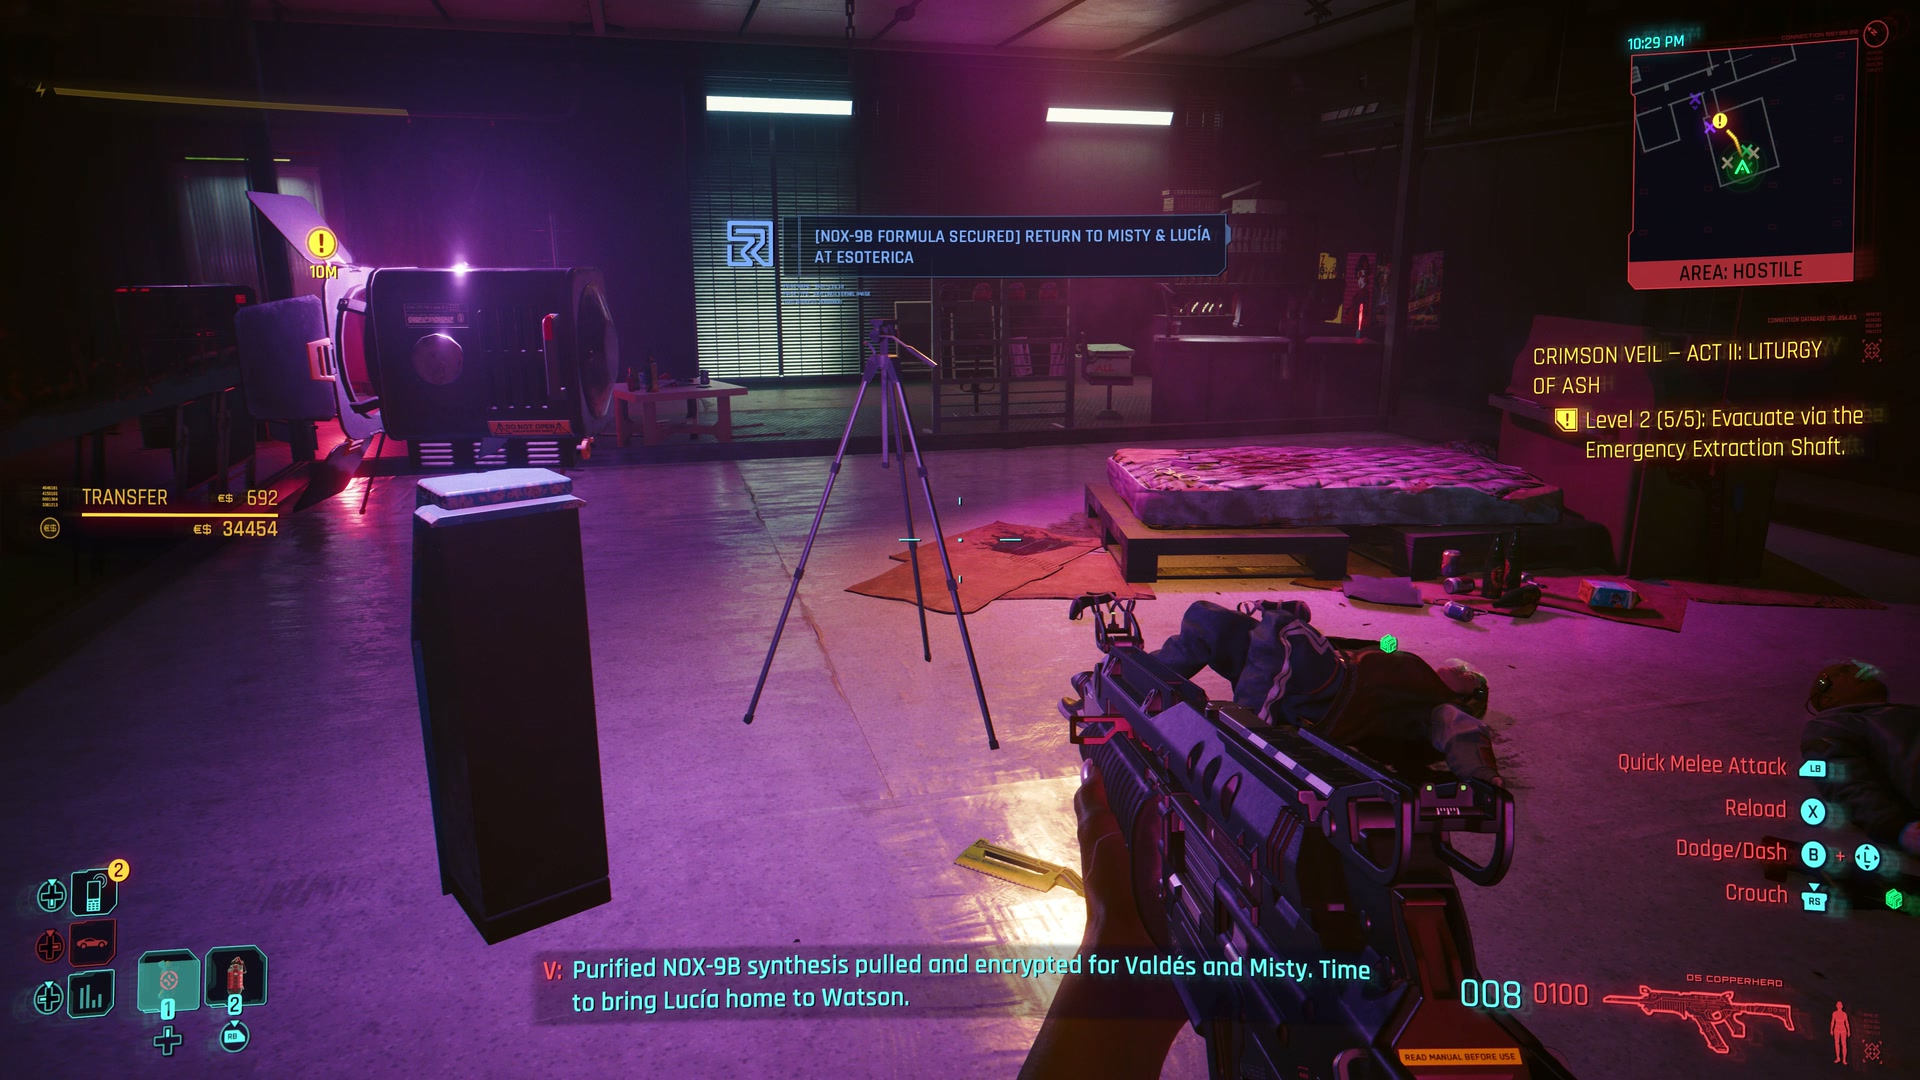 10:29 PM
[NOX-9B FORMULA SECURED] RETURN TO MISTY & LUCÍA
AT ESOTERICA
10M
AREA: HOSTILE
CRIMSON VEIL – ACT II: LITURGY
OF ASH
Level 2 (5/5): Evacuate via the
Emergency Extraction Shaft.
DO NOT OPEN
TRANSFER €$ 692
€$ 34454
Quick Melee Attack LB
Reload X
Dodge/Dash B + L
Crouch RS
2
1
2
RB
V: Purified NOX-9B synthesis pulled and encrypted for Valdés and Misty. Time
to bring Lucía home to Watson.
008 0100
D5 COPPERHEAD
READ MANUAL BEFORE USE